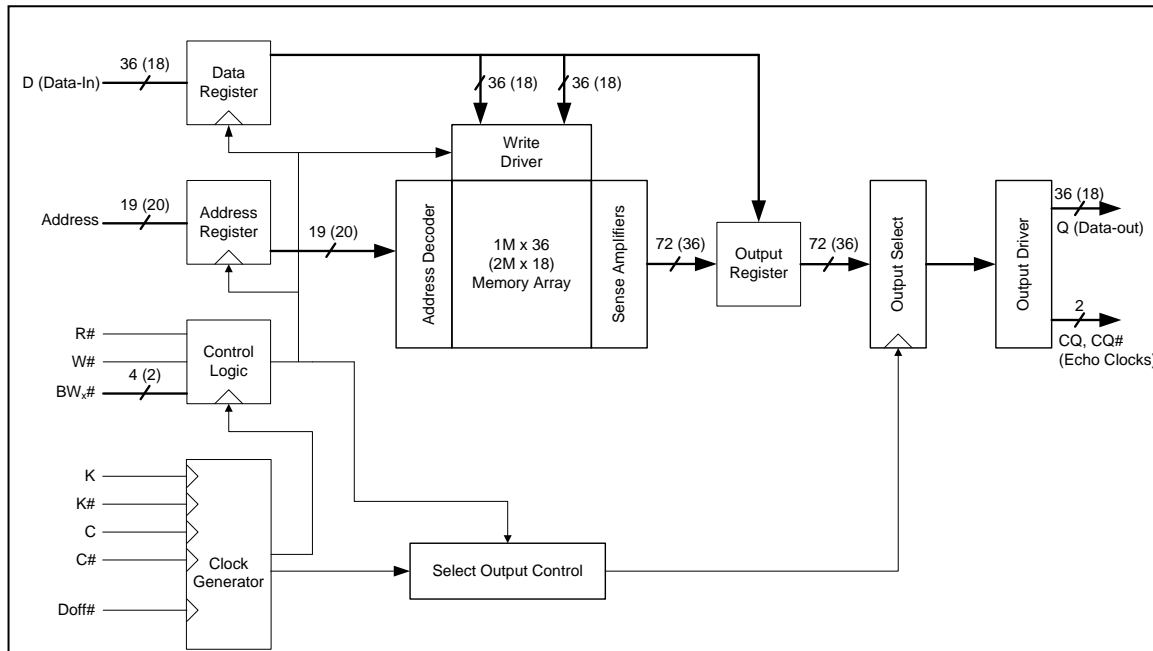 36 (18)
D (Data-In)
Data
Register
36 (18)
36 (18)
Write
Driver
19 (20)
Address
Address
Register
19 (20)
Address Decoder
1M x 36
(2M x 18)
Memory Array
Sense Amplifiers
72 (36)
Output
Register
72 (36)
Output Select
Output Driver
36 (18)
Q (Data-out)
2
CQ, CQ#
(Echo Clocks)
R#
W#
4 (2)
BWₓ#
Control
Logic
K
K#
C
C#
Doff#
Clock
Generator
Select Output Control